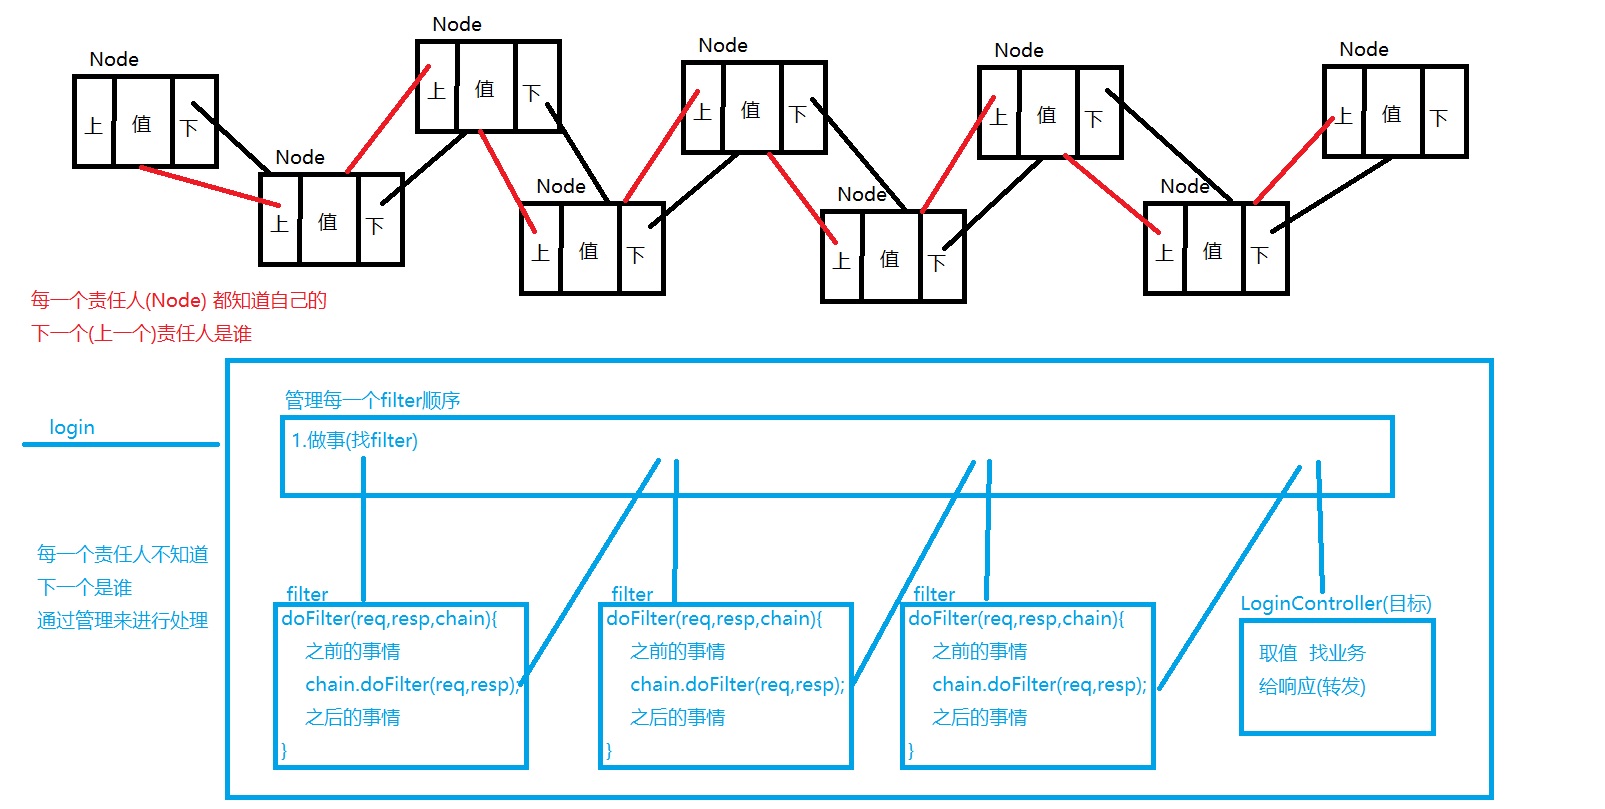 Node
上 值 下
Node
上 值 下
Node
上 值 下
Node
上 值 下
Node
上 值 下
Node
上 值 下
Node
上 值 下
Node
上 值 下
Node
上 值 下
每一个责任人(Node) 都知道自己的
下一个(上一个)责任人是谁
login
管理每一个filter顺序
1.做事(找filter)
每一个责任人不知道
下一个是谁
通过管理来进行处理
filter
doFilter(req,resp,chain){
之前的事情
chain.doFilter(req,resp);
之后的事情
}
filter
doFilter(req,resp,chain){
之前的事情
chain.doFilter(req,resp);
之后的事情
}
filter
doFilter(req,resp,chain){
之前的事情
chain.doFilter(req,resp);
之后的事情
}
LoginController(目标)
取值 找业务
给响应(转发)